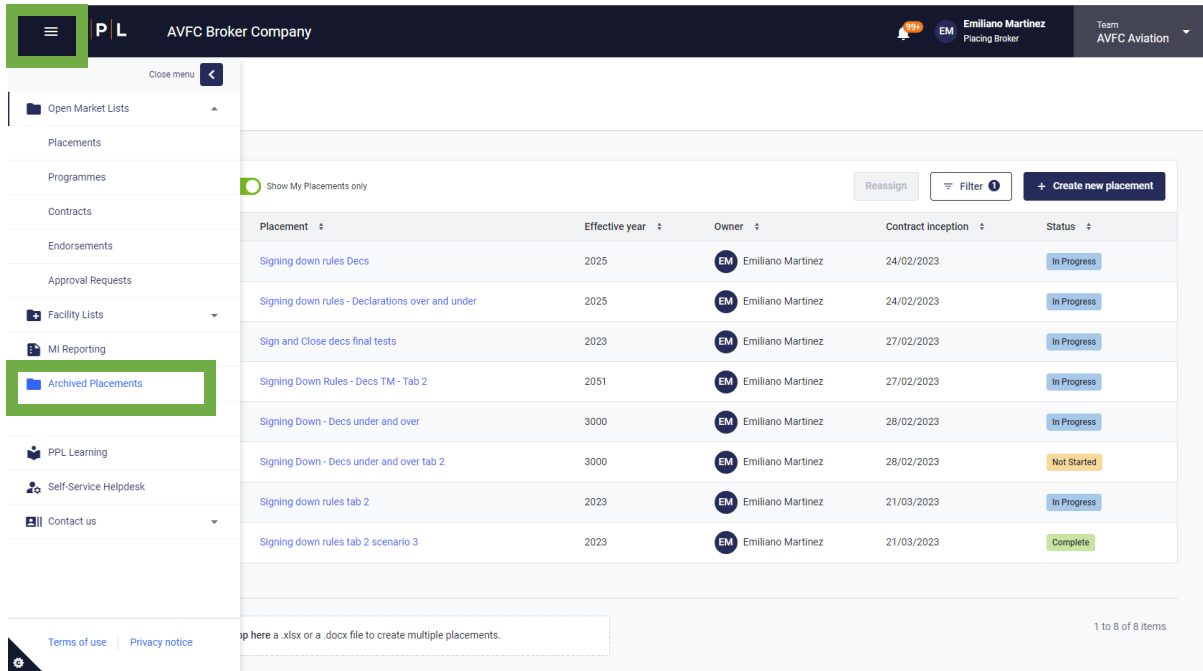 P|L AVFC Broker Company
99+
EM Emiliano Martinez
Placing Broker
Team
AVFC Aviation
Close menu
Open Market Lists
Placements
Programmes
Contracts
Endorsements
Approval Requests
Facility Lists
MI Reporting
Archived Placements
PPL Learning
Self-Service Helpdesk
Contact us
Terms of use | Privacy notice
Show My Placements only
Reassign
Filter 1
+ Create new placement
Placement Effective year Owner Contract inception Status
Signing down rules Decs 2025 EM Emiliano Martinez 24/02/2023 In Progress
Signing down rules - Declarations over and under 2025 EM Emiliano Martinez 24/02/2023 In Progress
Sign and Close decs final tests 2023 EM Emiliano Martinez 27/02/2023 In Progress
Signing Down Rules - Decs TM - Tab 2 2051 EM Emiliano Martinez 27/02/2023 In Progress
Signing Down - Decs under and over 3000 EM Emiliano Martinez 28/02/2023 In Progress
Signing Down - Decs under and over tab 2 3000 EM Emiliano Martinez 28/02/2023 Not Started
Signing down rules tab 2 2023 EM Emiliano Martinez 21/03/2023 In Progress
Signing down rules tab 2 scenario 3 2023 EM Emiliano Martinez 21/03/2023 Complete
op here a .xlsx or a .docx file to create multiple placements.
1 to 8 of 8 items